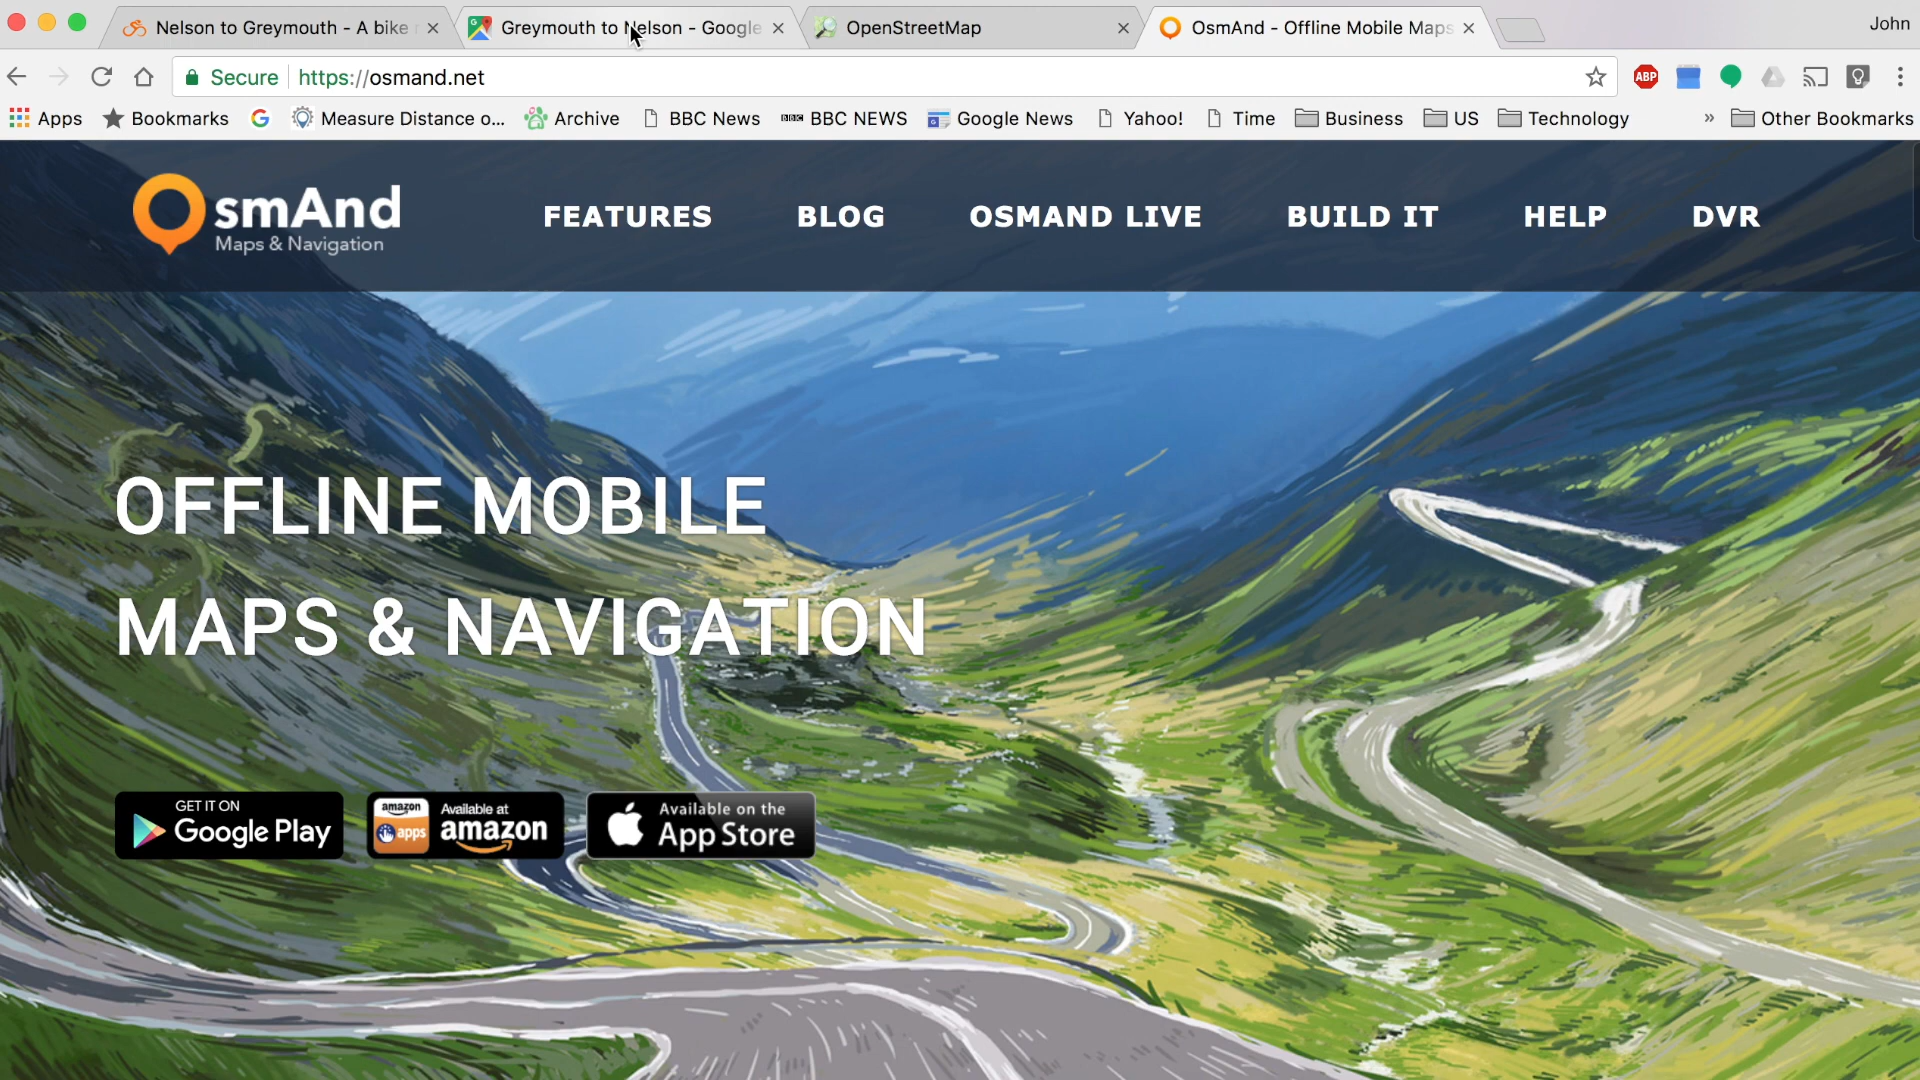 Nelson to Greymouth - A bike
Greymouth to Nelson - Google
OpenStreetMap
OsmAnd - Offline Mobile Maps
John
Secure
https://osmand.net
ABP
Apps
Bookmarks
Measure Distance o...
Archive
BBC News
BBC NEWS
Google News
Yahoo!
Time
Business
US
Technology
»
Other Bookmarks
OsmAnd
Maps & Navigation
FEATURES
BLOG
OSMAND LIVE
BUILD IT
HELP
DVR
OFFLINE MOBILE
MAPS & NAVIGATION
GET IT ON
Google Play
amazon
apps
Available at
amazon
Available on the
App Store